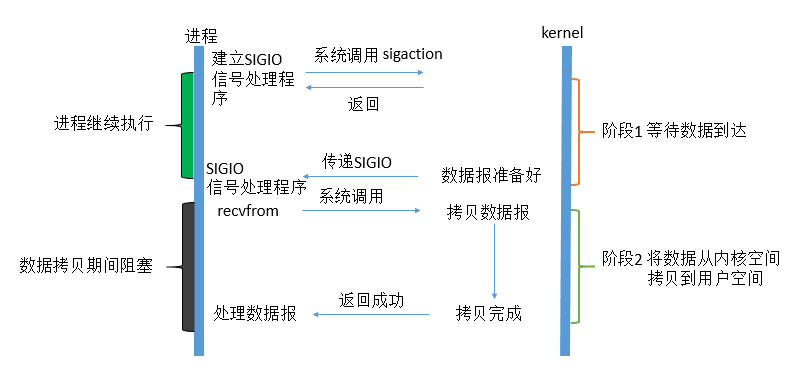 进程
kernel
建立SIGIO
信号处理程
序
系统调用 sigaction
返回
进程继续执行
阶段1 等待数据到达
传递SIGIO
数据报准备好
SIGIO
信号处理程序
recvfrom
系统调用
拷贝数据报
数据拷贝期间阻塞
阶段2 将数据从内核空间
拷贝到用户空间
返回成功
处理数据报
拷贝完成